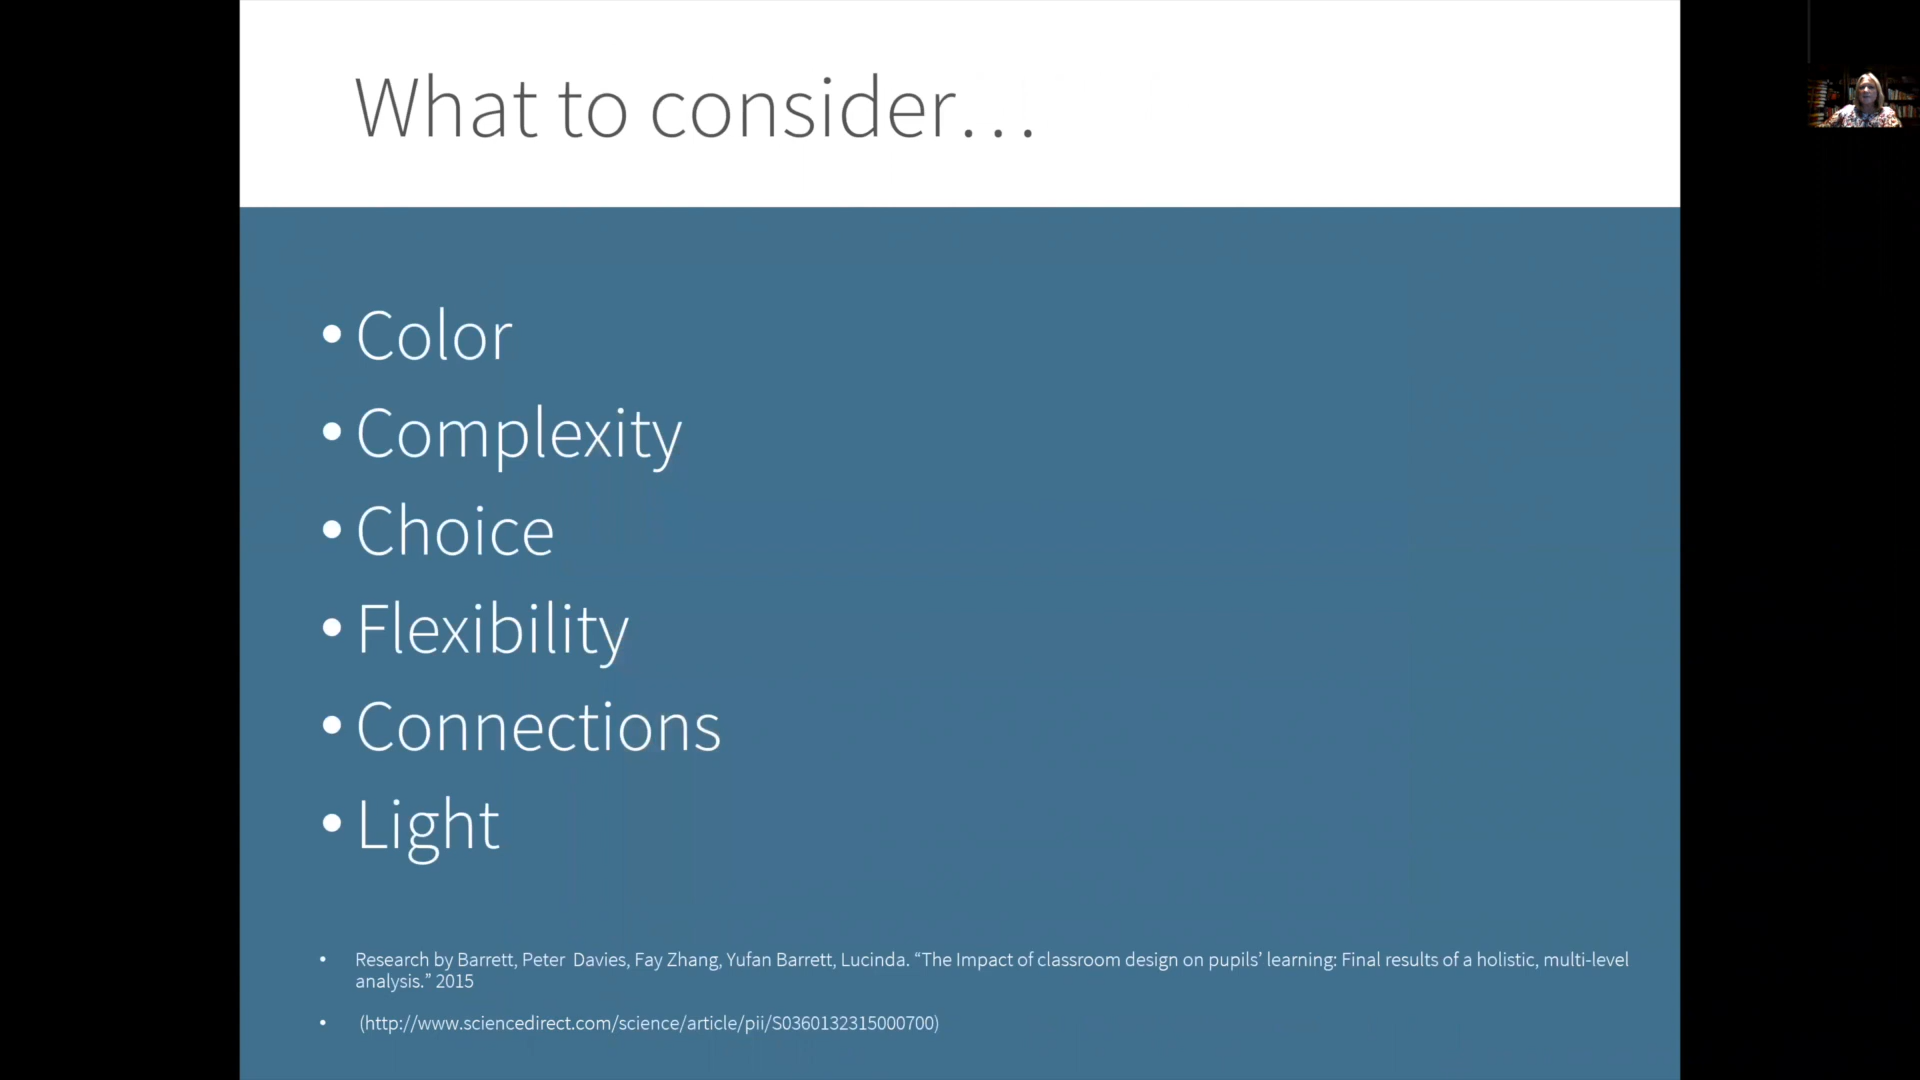 What to consider…
• Color
• Complexity
• Choice
• Flexibility
• Connections
• Light
• Research by Barrett, Peter  Davies, Fay Zhang, Yufan Barrett, Lucinda. “The Impact of classroom design on pupils’ learning: Final results of a holistic, multi-level
analysis.” 2015
• (http://www.sciencedirect.com/science/article/pii/S0360132315000700)